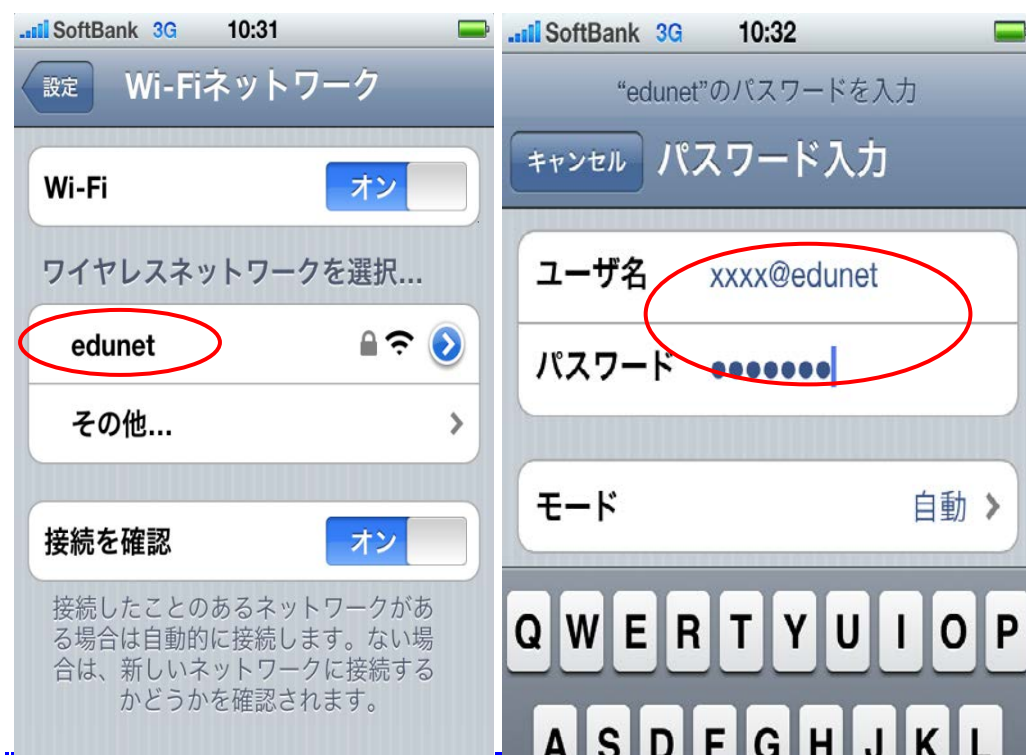 SoftBank 3G 10:31
設定 Wi-Fiネットワーク
Wi-Fi オン
ワイヤレスネットワークを選択...
edunet
その他...
接続を確認 オン
接続したことのあるネットワークがあ
る場合は自動的に接続します。ない場
合は、新しいネットワークに接続する
かどうかを確認されます。
SoftBank 3G 10:32
“edunet”のパスワードを入力
キャンセル パスワード入力
ユーザ名 xxxx@edunet
パスワード ●●●●●●●
モード 自動
Q W E R T Y U I O P
A S D F G H J K L